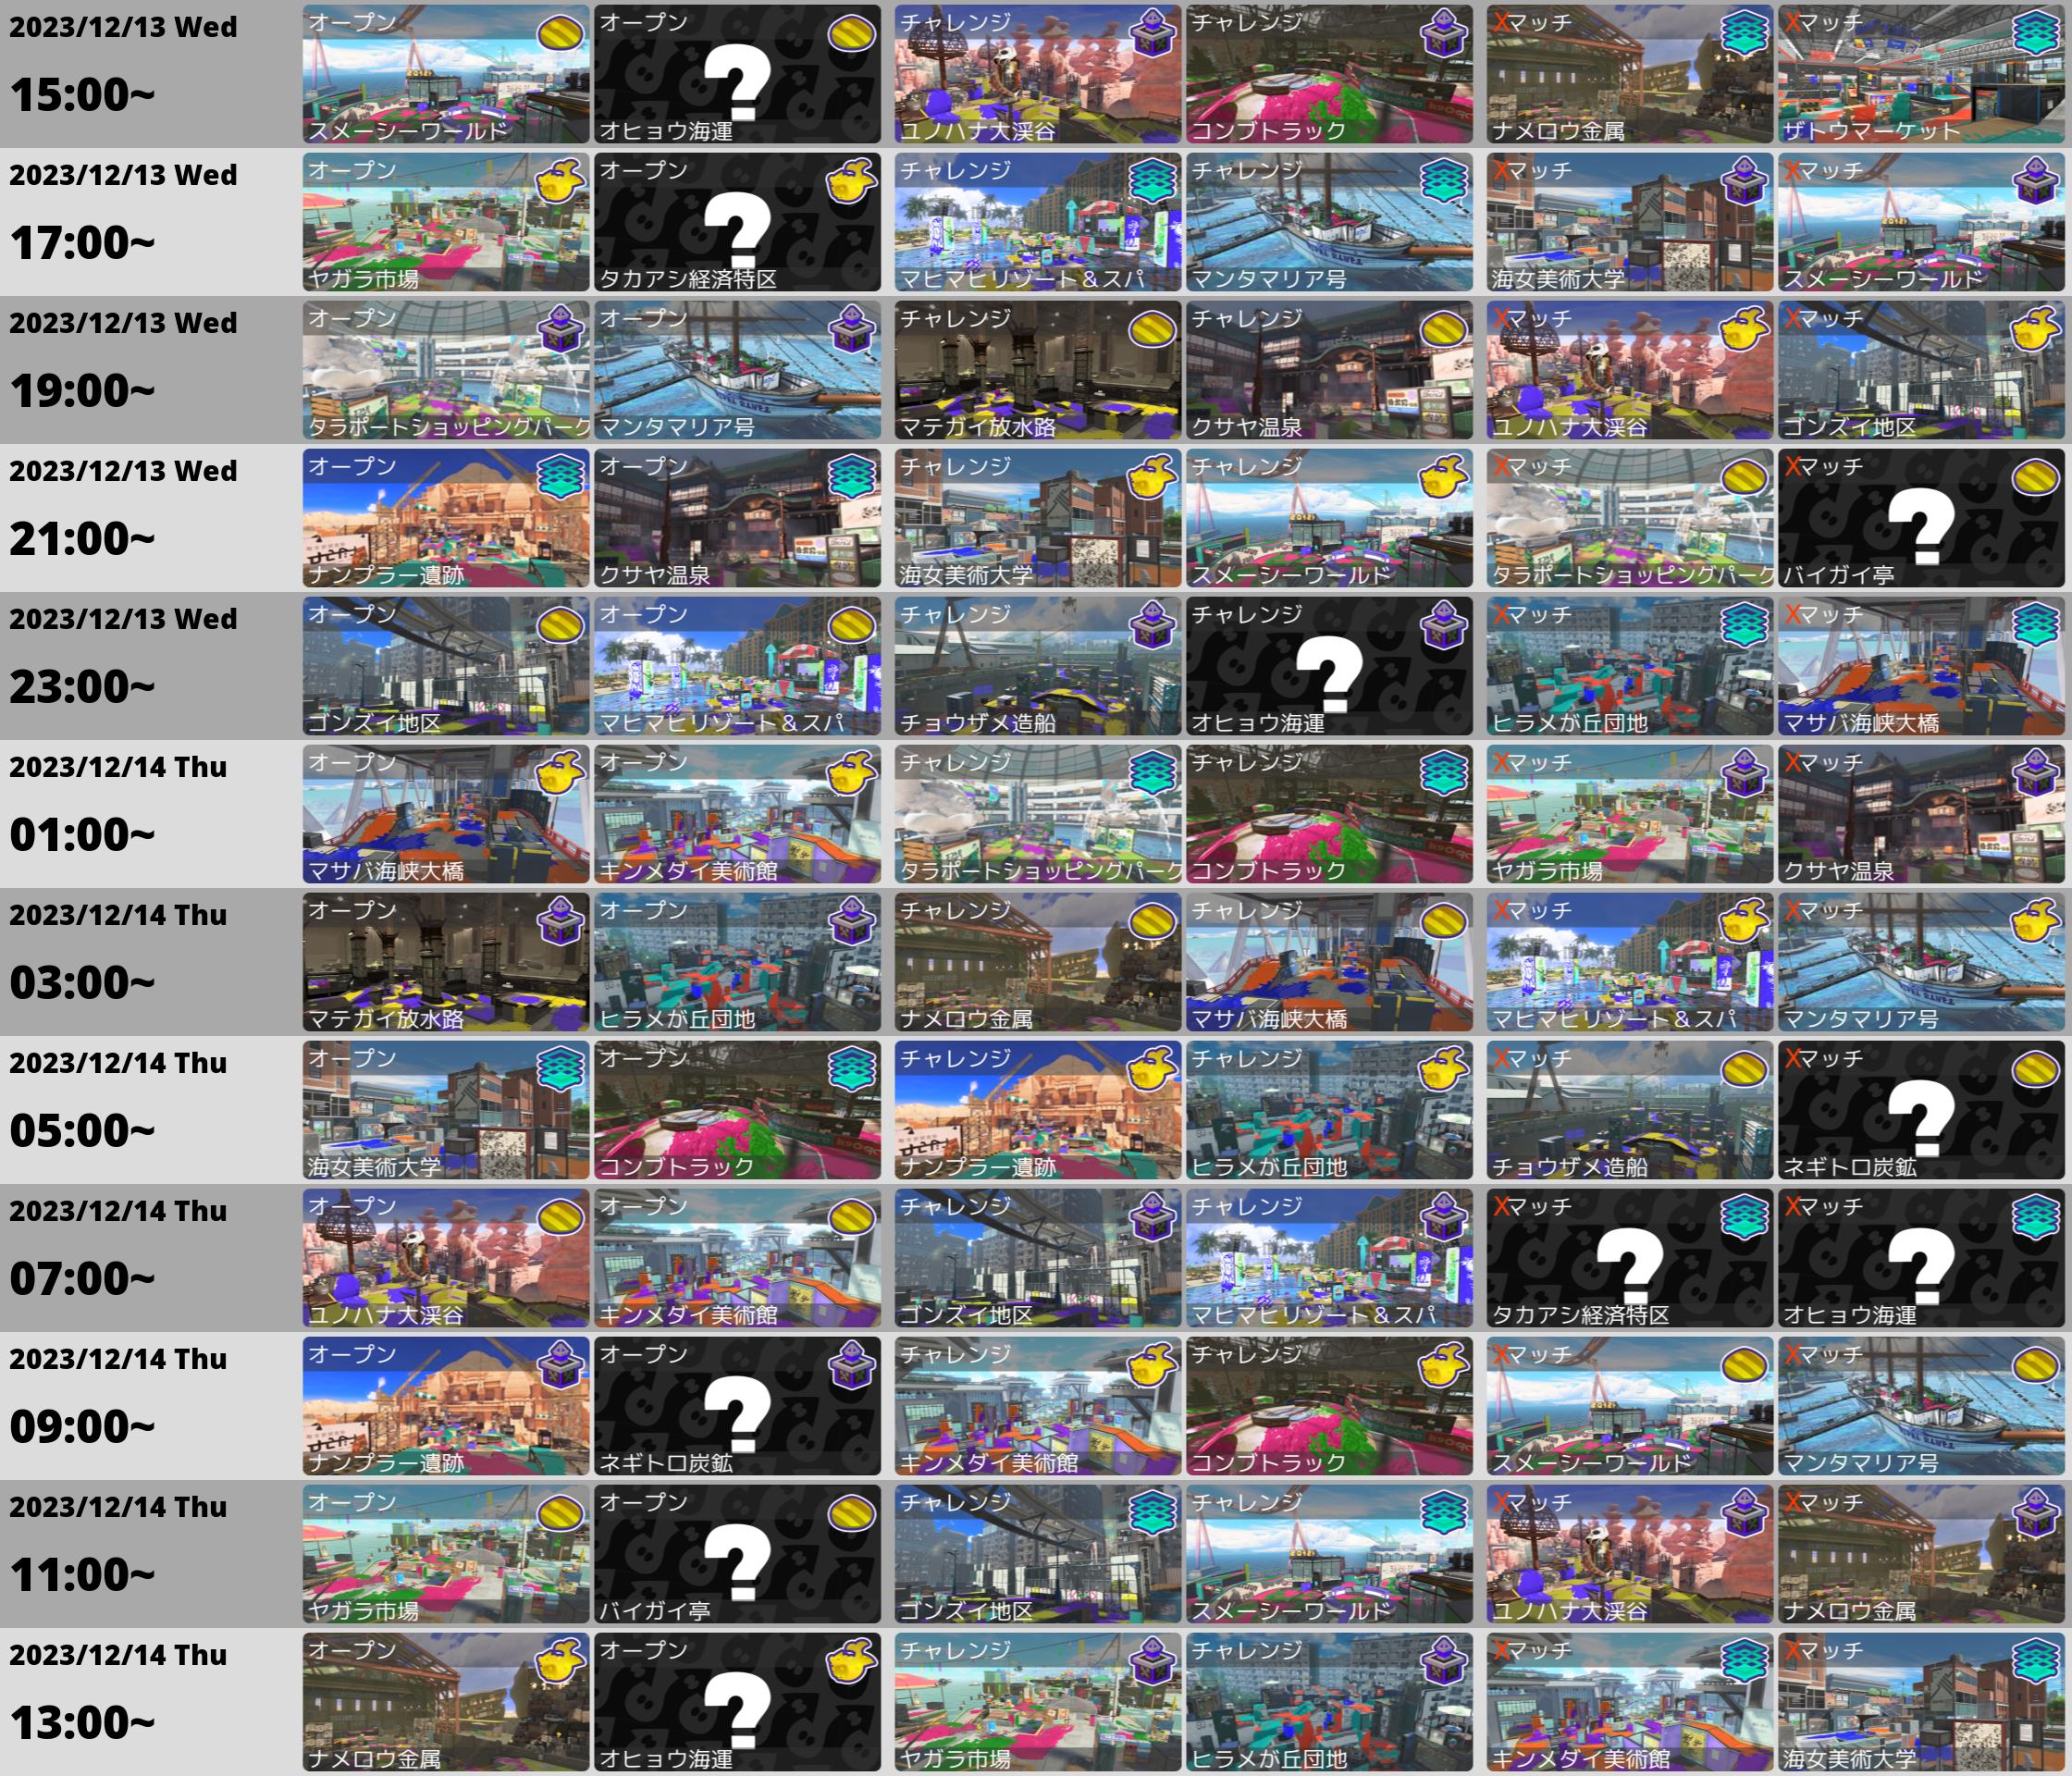 2023/12/13 Wed
15:00~
オープン
スメーシーワールド
オープン
オヒョウ海運
チャレンジ
ユノハナ大渓谷
チャレンジ
コンブトラック
Xマッチ
ナメロウ金属
Xマッチ
ザトウマーケット
2023/12/13 Wed
17:00~
オープン
ヤガラ市場
オープン
タカアシ経済特区
チャレンジ
マヒマヒリゾート＆スパ
チャレンジ
マンタマリア号
Xマッチ
海女美術大学
Xマッチ
スメーシーワールド
2023/12/13 Wed
19:00~
オープン
タラポートショッピングパーク
オープン
マンタマリア号
チャレンジ
マテガイ放水路
チャレンジ
クサヤ温泉
Xマッチ
ユノハナ大渓谷
Xマッチ
ゴンズイ地区
2023/12/13 Wed
21:00~
オープン
ナンプラー遺跡
オープン
クサヤ温泉
チャレンジ
海女美術大学
チャレンジ
スメーシーワールド
Xマッチ
タラポートショッピングパーク
Xマッチ
バイガイ亭
2023/12/13 Wed
23:00~
オープン
ゴンズイ地区
オープン
マヒマヒリゾート＆スパ
チャレンジ
チョウザメ造船
チャレンジ
オヒョウ海運
Xマッチ
ヒラメが丘団地
Xマッチ
マサバ海峡大橋
2023/12/14 Thu
01:00~
オープン
マサバ海峡大橋
オープン
キンメダイ美術館
チャレンジ
タラポートショッピングパーク
チャレンジ
コンブトラック
Xマッチ
ヤガラ市場
Xマッチ
クサヤ温泉
2023/12/14 Thu
03:00~
オープン
マテガイ放水路
オープン
ヒラメが丘団地
チャレンジ
ナメロウ金属
チャレンジ
マサバ海峡大橋
Xマッチ
マヒマヒリゾート＆スパ
Xマッチ
マンタマリア号
2023/12/14 Thu
05:00~
オープン
海女美術大学
オープン
コンブトラック
チャレンジ
ナンプラー遺跡
チャレンジ
ヒラメが丘団地
Xマッチ
チョウザメ造船
Xマッチ
ネギトロ炭鉱
2023/12/14 Thu
07:00~
オープン
ユノハナ大渓谷
オープン
キンメダイ美術館
チャレンジ
ゴンズイ地区
チャレンジ
マヒマヒリゾート＆スパ
Xマッチ
タカアシ経済特区
Xマッチ
オヒョウ海運
2023/12/14 Thu
09:00~
オープン
ナンプラー遺跡
オープン
ネギトロ炭鉱
チャレンジ
キンメダイ美術館
チャレンジ
コンブトラック
Xマッチ
スメーシーワールド
Xマッチ
マンタマリア号
2023/12/14 Thu
11:00~
オープン
ヤガラ市場
オープン
バイガイ亭
チャレンジ
ゴンズイ地区
チャレンジ
スメーシーワールド
Xマッチ
ユノハナ大渓谷
Xマッチ
ナメロウ金属
2023/12/14 Thu
13:00~
オープン
ナメロウ金属
オープン
オヒョウ海運
チャレンジ
ヤガラ市場
チャレンジ
ヒラメが丘団地
Xマッチ
キンメダイ美術館
Xマッチ
海女美術大学